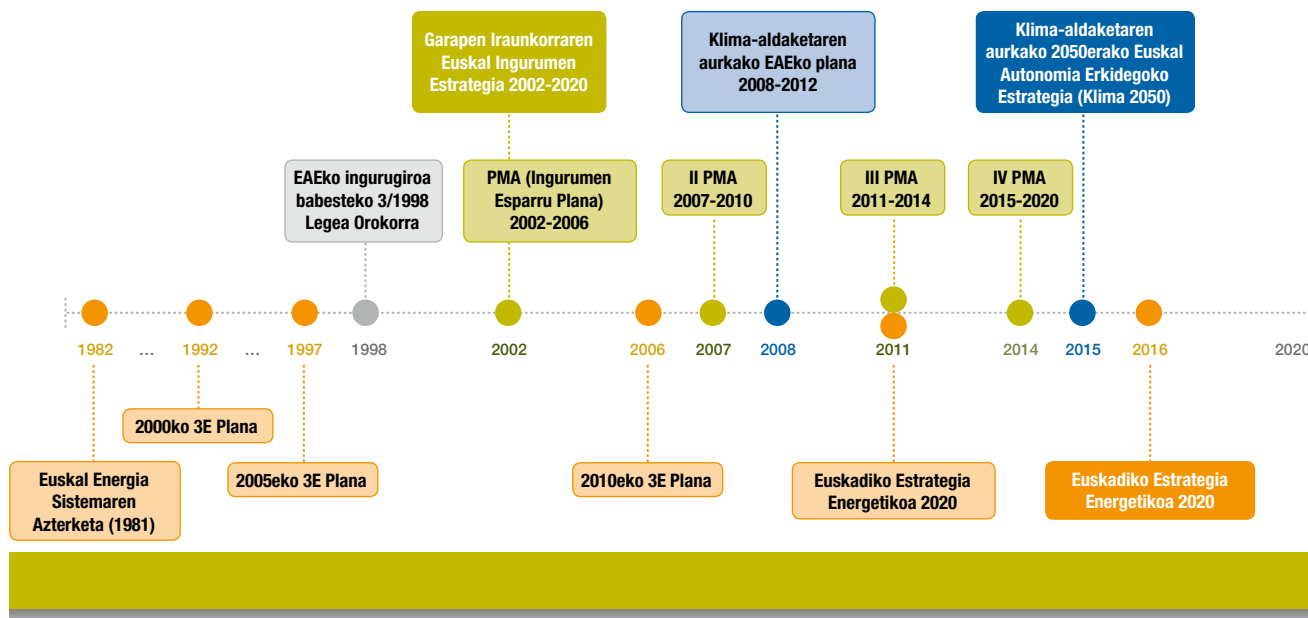 Garapen Iraunkorraren
Euskal Ingurumen
Estrategia 2002-2020
Klima-aldaketaren
aurkako EAEko plana
2008-2012
Klima-aldaketaren
aurkako 2050erako Euskal
Autonomia Erkidegoko
Estrategia (Klima 2050)
EAEko ingurugiroa
babesteko 3/1998
Legea Orokorra
PMA (Ingurumen
Esparru Plana)
2002-2006
II PMA
2007-2010
III PMA
2011-2014
IV PMA
2015-2020
1982 ... 1992 ... 1997 1998 2002 2006 2007 2008 2011 2014 2015 2016 2020
2000ko 3E Plana
Euskal Energia
Sistemaren
Azterketa (1981)
2005eko 3E Plana
2010eko 3E Plana
Euskadiko Estrategia
Energetikoa 2020
Euskadiko Estrategia
Energetikoa 2020